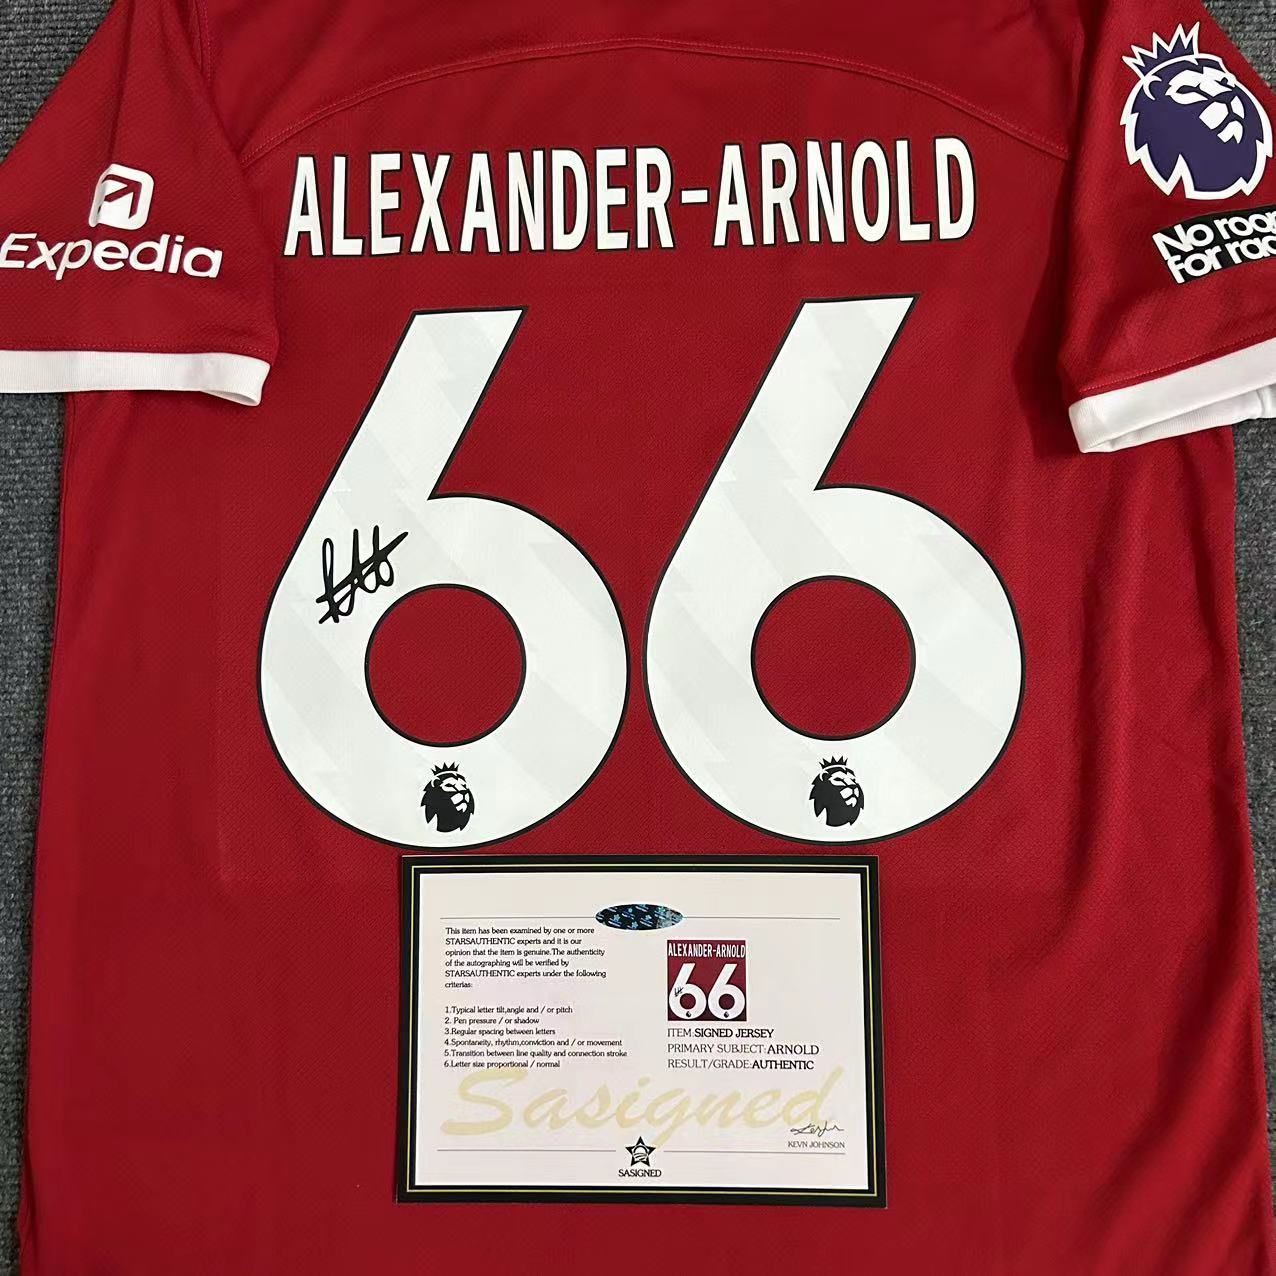 ALEXANDER-ARNOLD
Expedia
No roo
For rac
66
This item has been examined by one or more
STARSAUTHENTIC experts and it is our
opinion that the item is genuine.The authenticity
of the autographing will be verified by
STARSAUTHENTIC experts under the following
criterias:
1.Typical letter tilt,angle and / or pitch
2. Pen pressure / or shadow
3.Regular spacing between letters
4.Spontaneity, rhythm,conviction and / or movement
5.Transition between line quality and connection stroke
6.Letter size proportional / normal
ALEXANDER-ARNOLD
66
ITEM:SIGNED JERSEY
PRIMARY SUBJECT:ARNOLD
RESULT/GRADE:AUTHENTIC
Sasigned
KEVN JOHNSON
SASIGNED